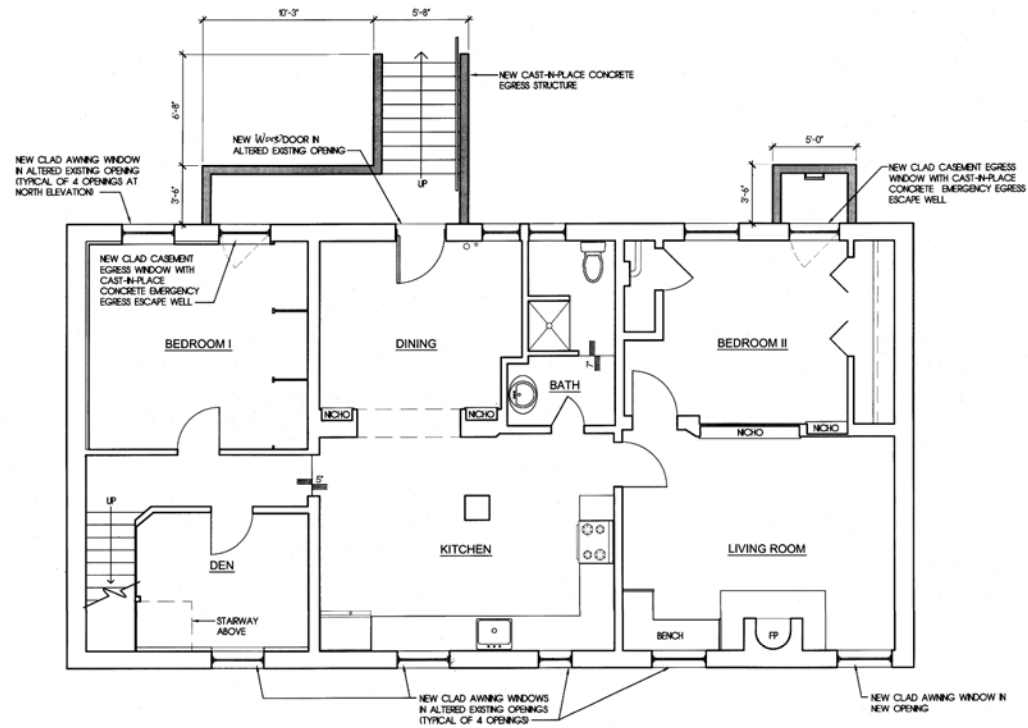 10'-3"
5'-8"
6'-8"
3'-6"
NEW CAST-IN-PLACE CONCRETE
EGRESS STRUCTURE
NEW WOOD DOOR IN
ALTERED EXISTING OPENING
UP
NEW CLAD AWNING WINDOW
IN ALTERED EXISTING OPENING
(TYPICAL OF 4 OPENINGS AT
NORTH ELEVATION)
5'-0"
3'-6"
NEW CLAD CASEMENT EGRESS
WINDOW WITH CAST-IN-PLACE
CONCRETE EMERGENCY EGRESS
ESCAPE WELL
NEW CLAD CASEMENT
EGRESS WINDOW WITH
CAST-IN-PLACE
CONCRETE EMERGENCY
EGRESS ESCAPE WELL
BEDROOM I
DINING
BATH
7"
BEDROOM II
NICHO
NICHO
NICHO
NICHO
5"
UP
DEN
KITCHEN
LIVING ROOM
STAIRWAY
ABOVE
BENCH
FP
NEW CLAD AWNING WINDOWS
IN ALTERED EXISTING OPENINGS
(TYPICAL OF 4 OPENINGS)
NEW CLAD AWNING WINDOW IN
NEW OPENING